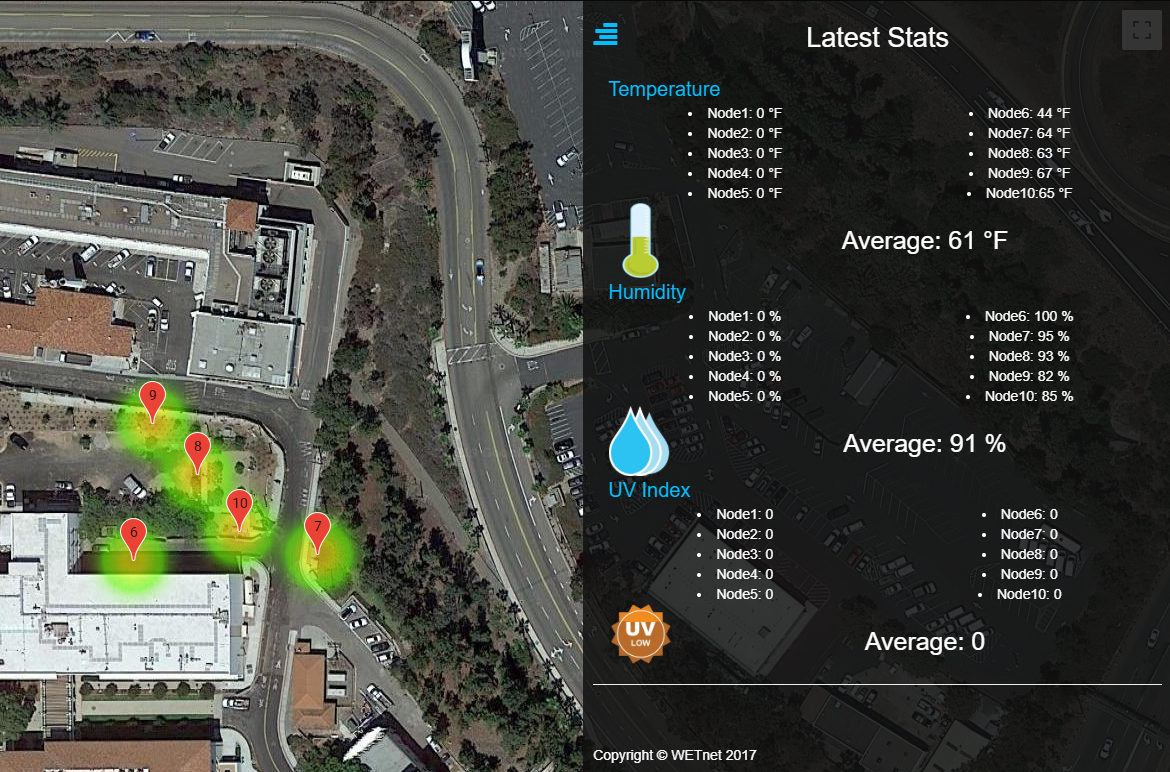 Latest Stats
Temperature
Node1: 0 °F
Node2: 0 °F
Node3: 0 °F
Node4: 0 °F
Node5: 0 °F
Node6: 44 °F
Node7: 64 °F
Node8: 63 °F
Node9: 67 °F
Node10:65 °F
Average: 61 °F
Humidity
Node1: 0 %
Node2: 0 %
Node3: 0 %
Node4: 0 %
Node5: 0 %
Node6: 100 %
Node7: 95 %
Node8: 93 %
Node9: 82 %
Node10: 85 %
Average: 91 %
UV Index
Node1: 0
Node2: 0
Node3: 0
Node4: 0
Node5: 0
Node6: 0
Node7: 0
Node8: 0
Node9: 0
Node10: 0
UV
LOW
Average: 0
Copyright © WETnet 2017
9
8
10
7
6